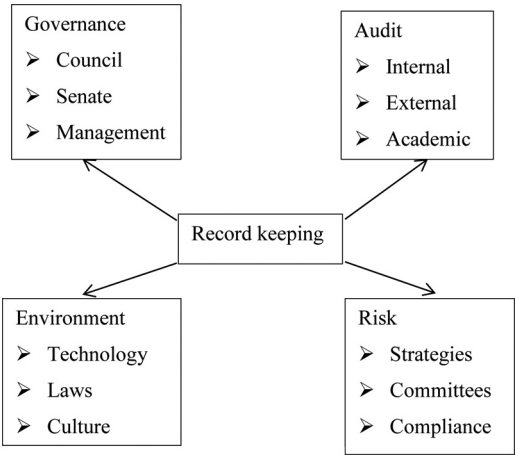 Governance
➢ Council
➢ Senate
➢ Management
Audit
➢ Internal
➢ External
➢ Academic
Record keeping
Environment
➢ Technology
➢ Laws
➢ Culture
Risk
➢ Strategies
➢ Committees
➢ Compliance